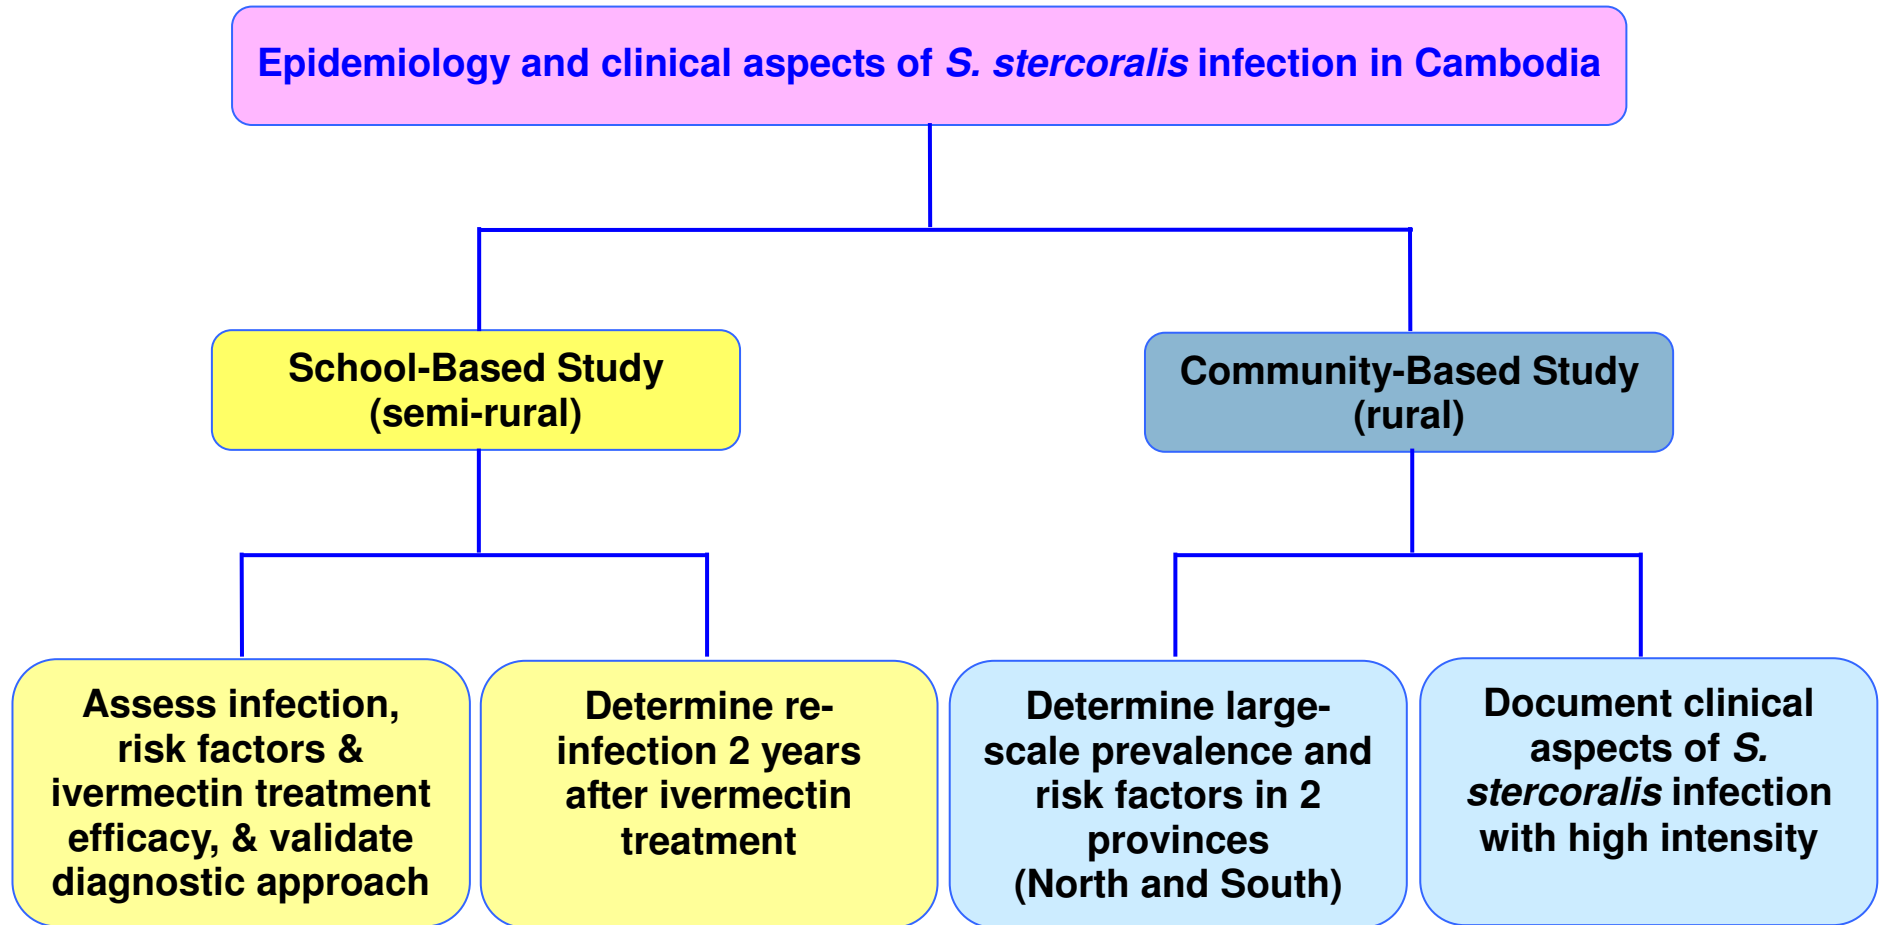 Epidemiology and clinical aspects of S. stercoralis infection in Cambodia
School-Based Study
(semi-rural)
Community-Based Study
(rural)
Assess infection,
risk factors &
ivermectin treatment
efficacy, & validate
diagnostic approach
Determine re-
infection 2 years
after ivermectin
treatment
Determine large-
scale prevalence and
risk factors in 2
provinces
(North and South)
Document clinical
aspects of S.
stercoralis infection
with high intensity